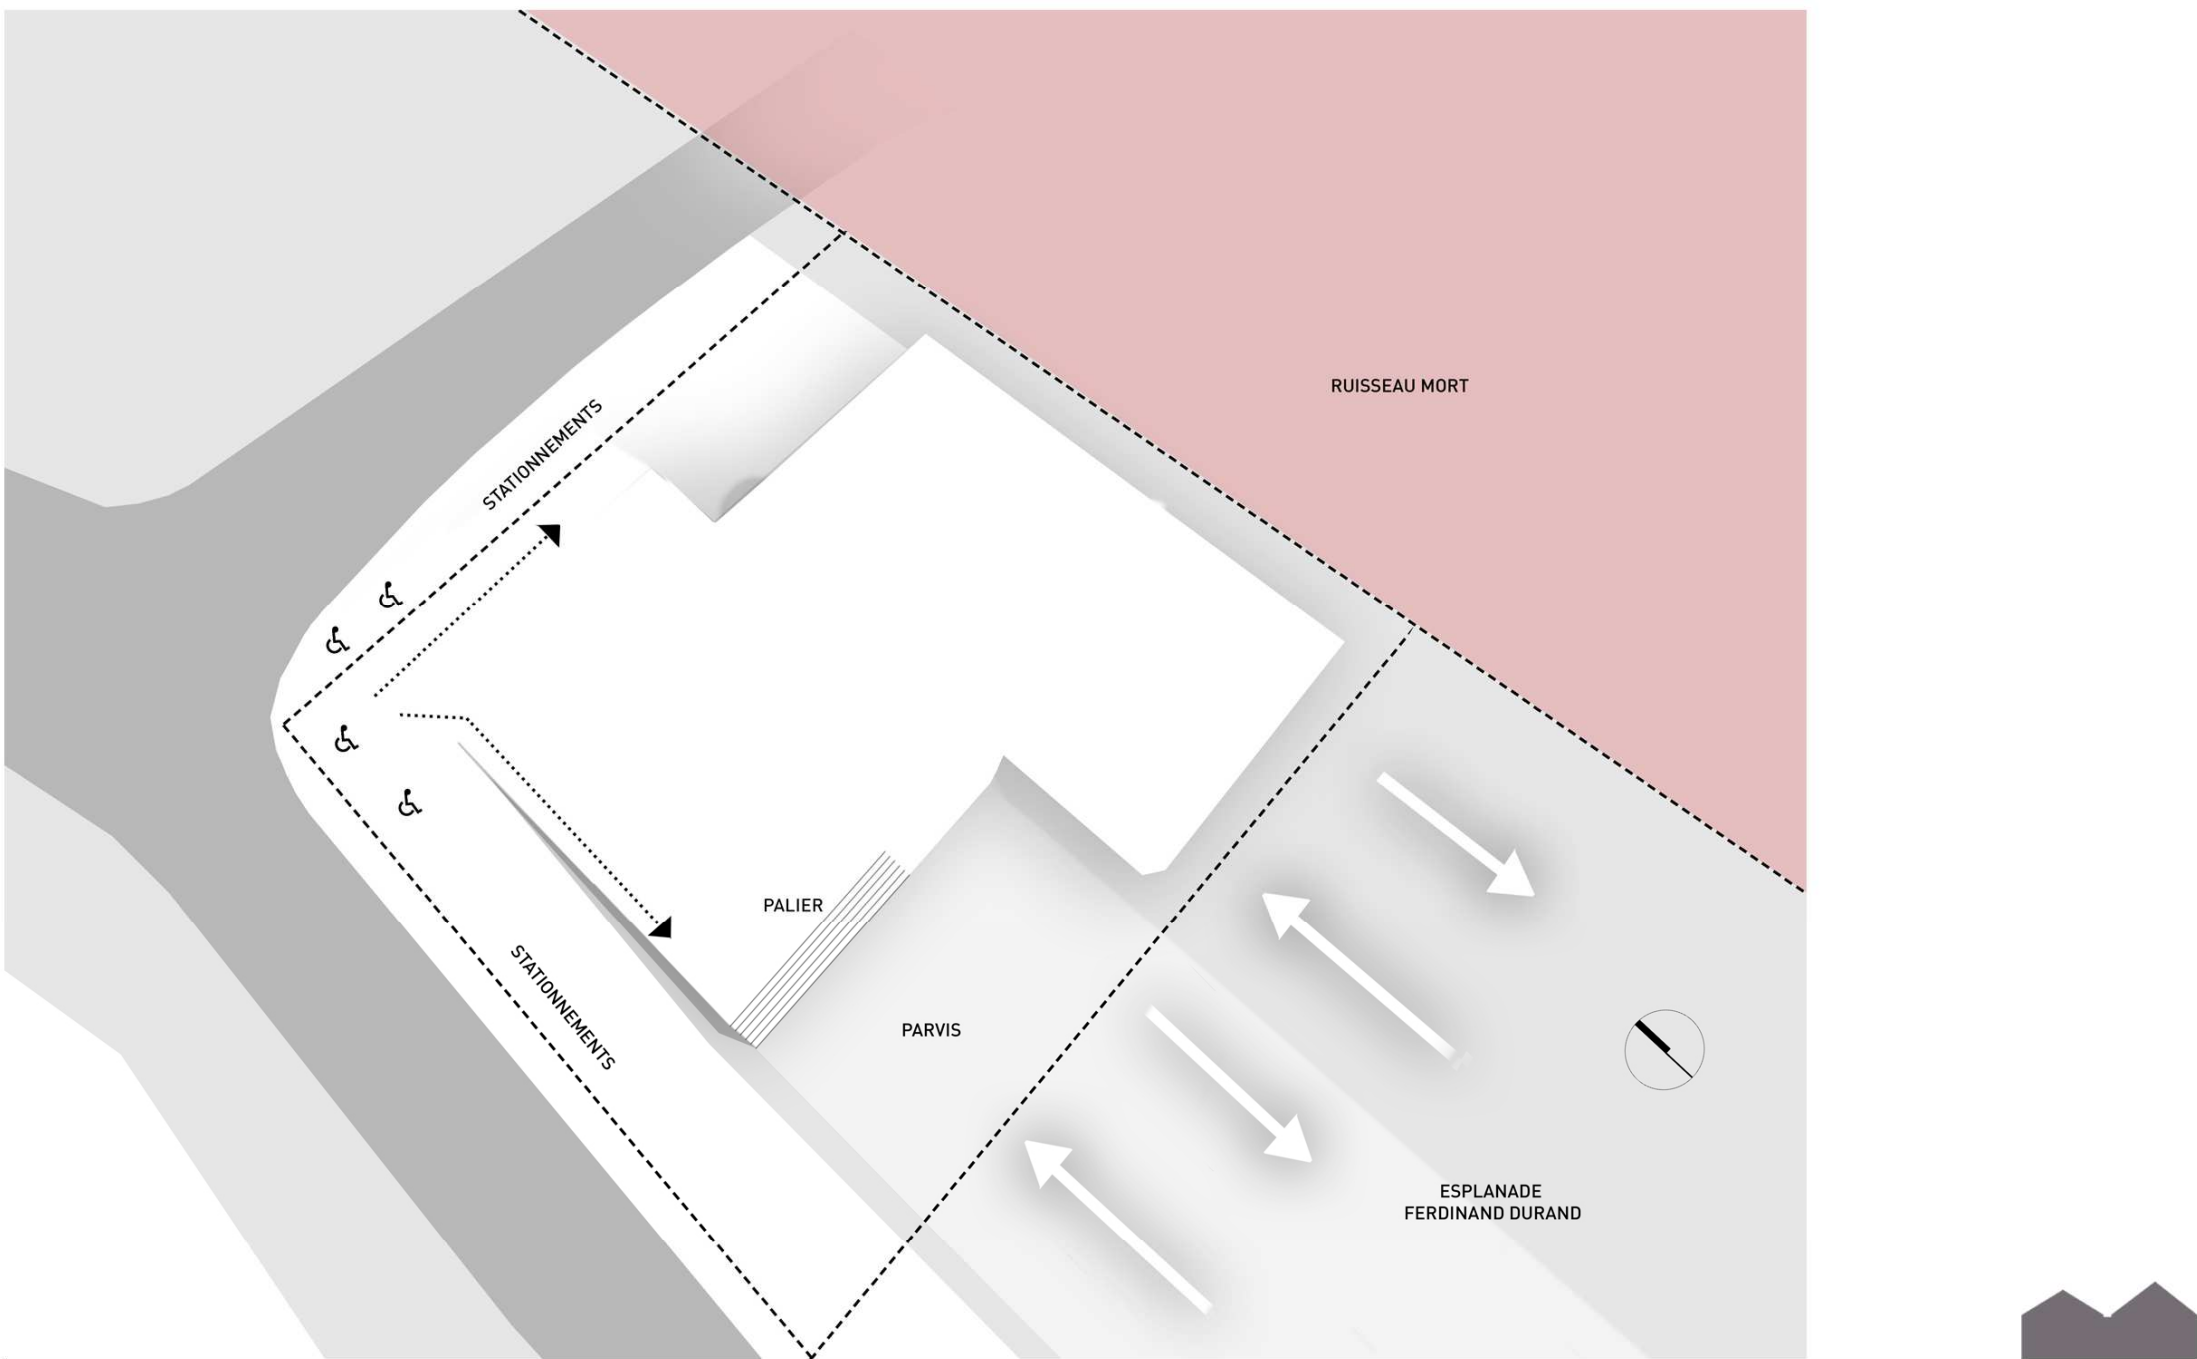 RUISSEAU MORT
STATIONNEMENTS
PALIER
STATIONNEMENTS
PARVIS
ESPLANADE
FERDINAND DURAND